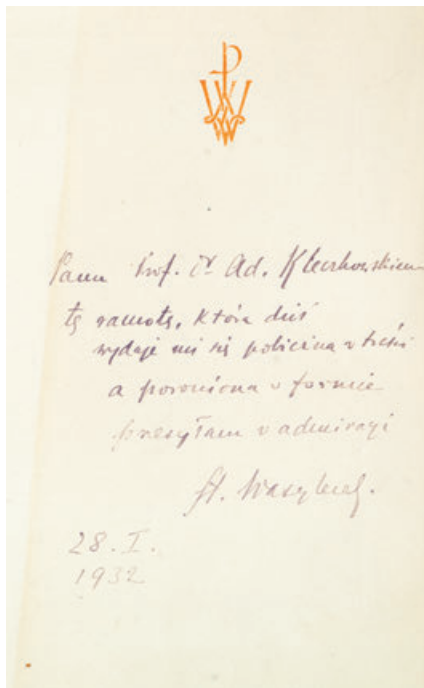 Panu Prof. Dr Ad. Kleczkowskiemu
tę ramotę, która dziś
wydaje mi się
a poroniona w formie
przesyłam z admiracji
St. Wasylewski.
28. I.
1932